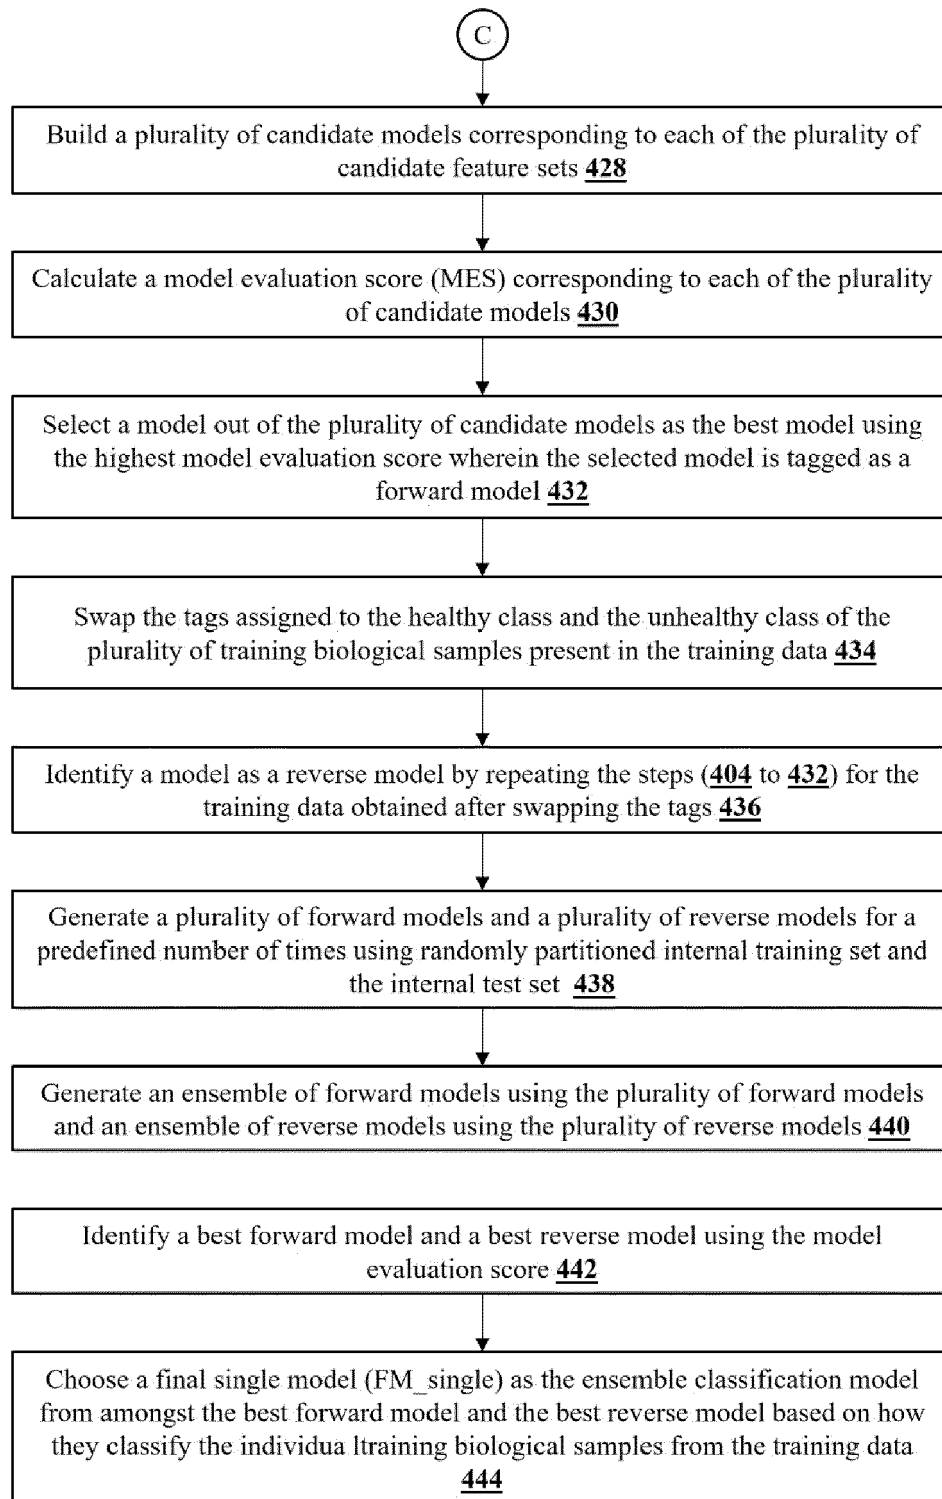 C
Build a plurality of candidate models corresponding to each of the plurality of
candidate feature sets 428
Calculate a model evaluation score (MES) corresponding to each of the plurality
of candidate models 430
Select a model out of the plurality of candidate models as the best model using
the highest model evaluation score wherein the selected model is tagged as a
forward model 432
Swap the tags assigned to the healthy class and the unhealthy class of the
plurality of training biological samples present in the training data 434
Identify a model as a reverse model by repeating the steps (404 to 432) for the
training data obtained after swapping the tags 436
Generate a plurality of forward models and a plurality of reverse models for a
predefined number of times using randomly partitioned internal training set and
the internal test set 438
Generate an ensemble of forward models using the plurality of forward models
and an ensemble of reverse models using the plurality of reverse models 440
Identify a best forward model and a best reverse model using the model
evaluation score 442
Choose a final single model (FM_single) as the ensemble classification model
from amongst the best forward model and the best reverse model based on how
they classify the individua ltraining biological samples from the training data
444